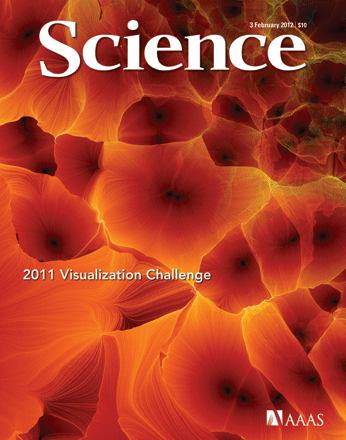 3 February 2012 | $10
Science
2011 Visualization Challenge
AAAS